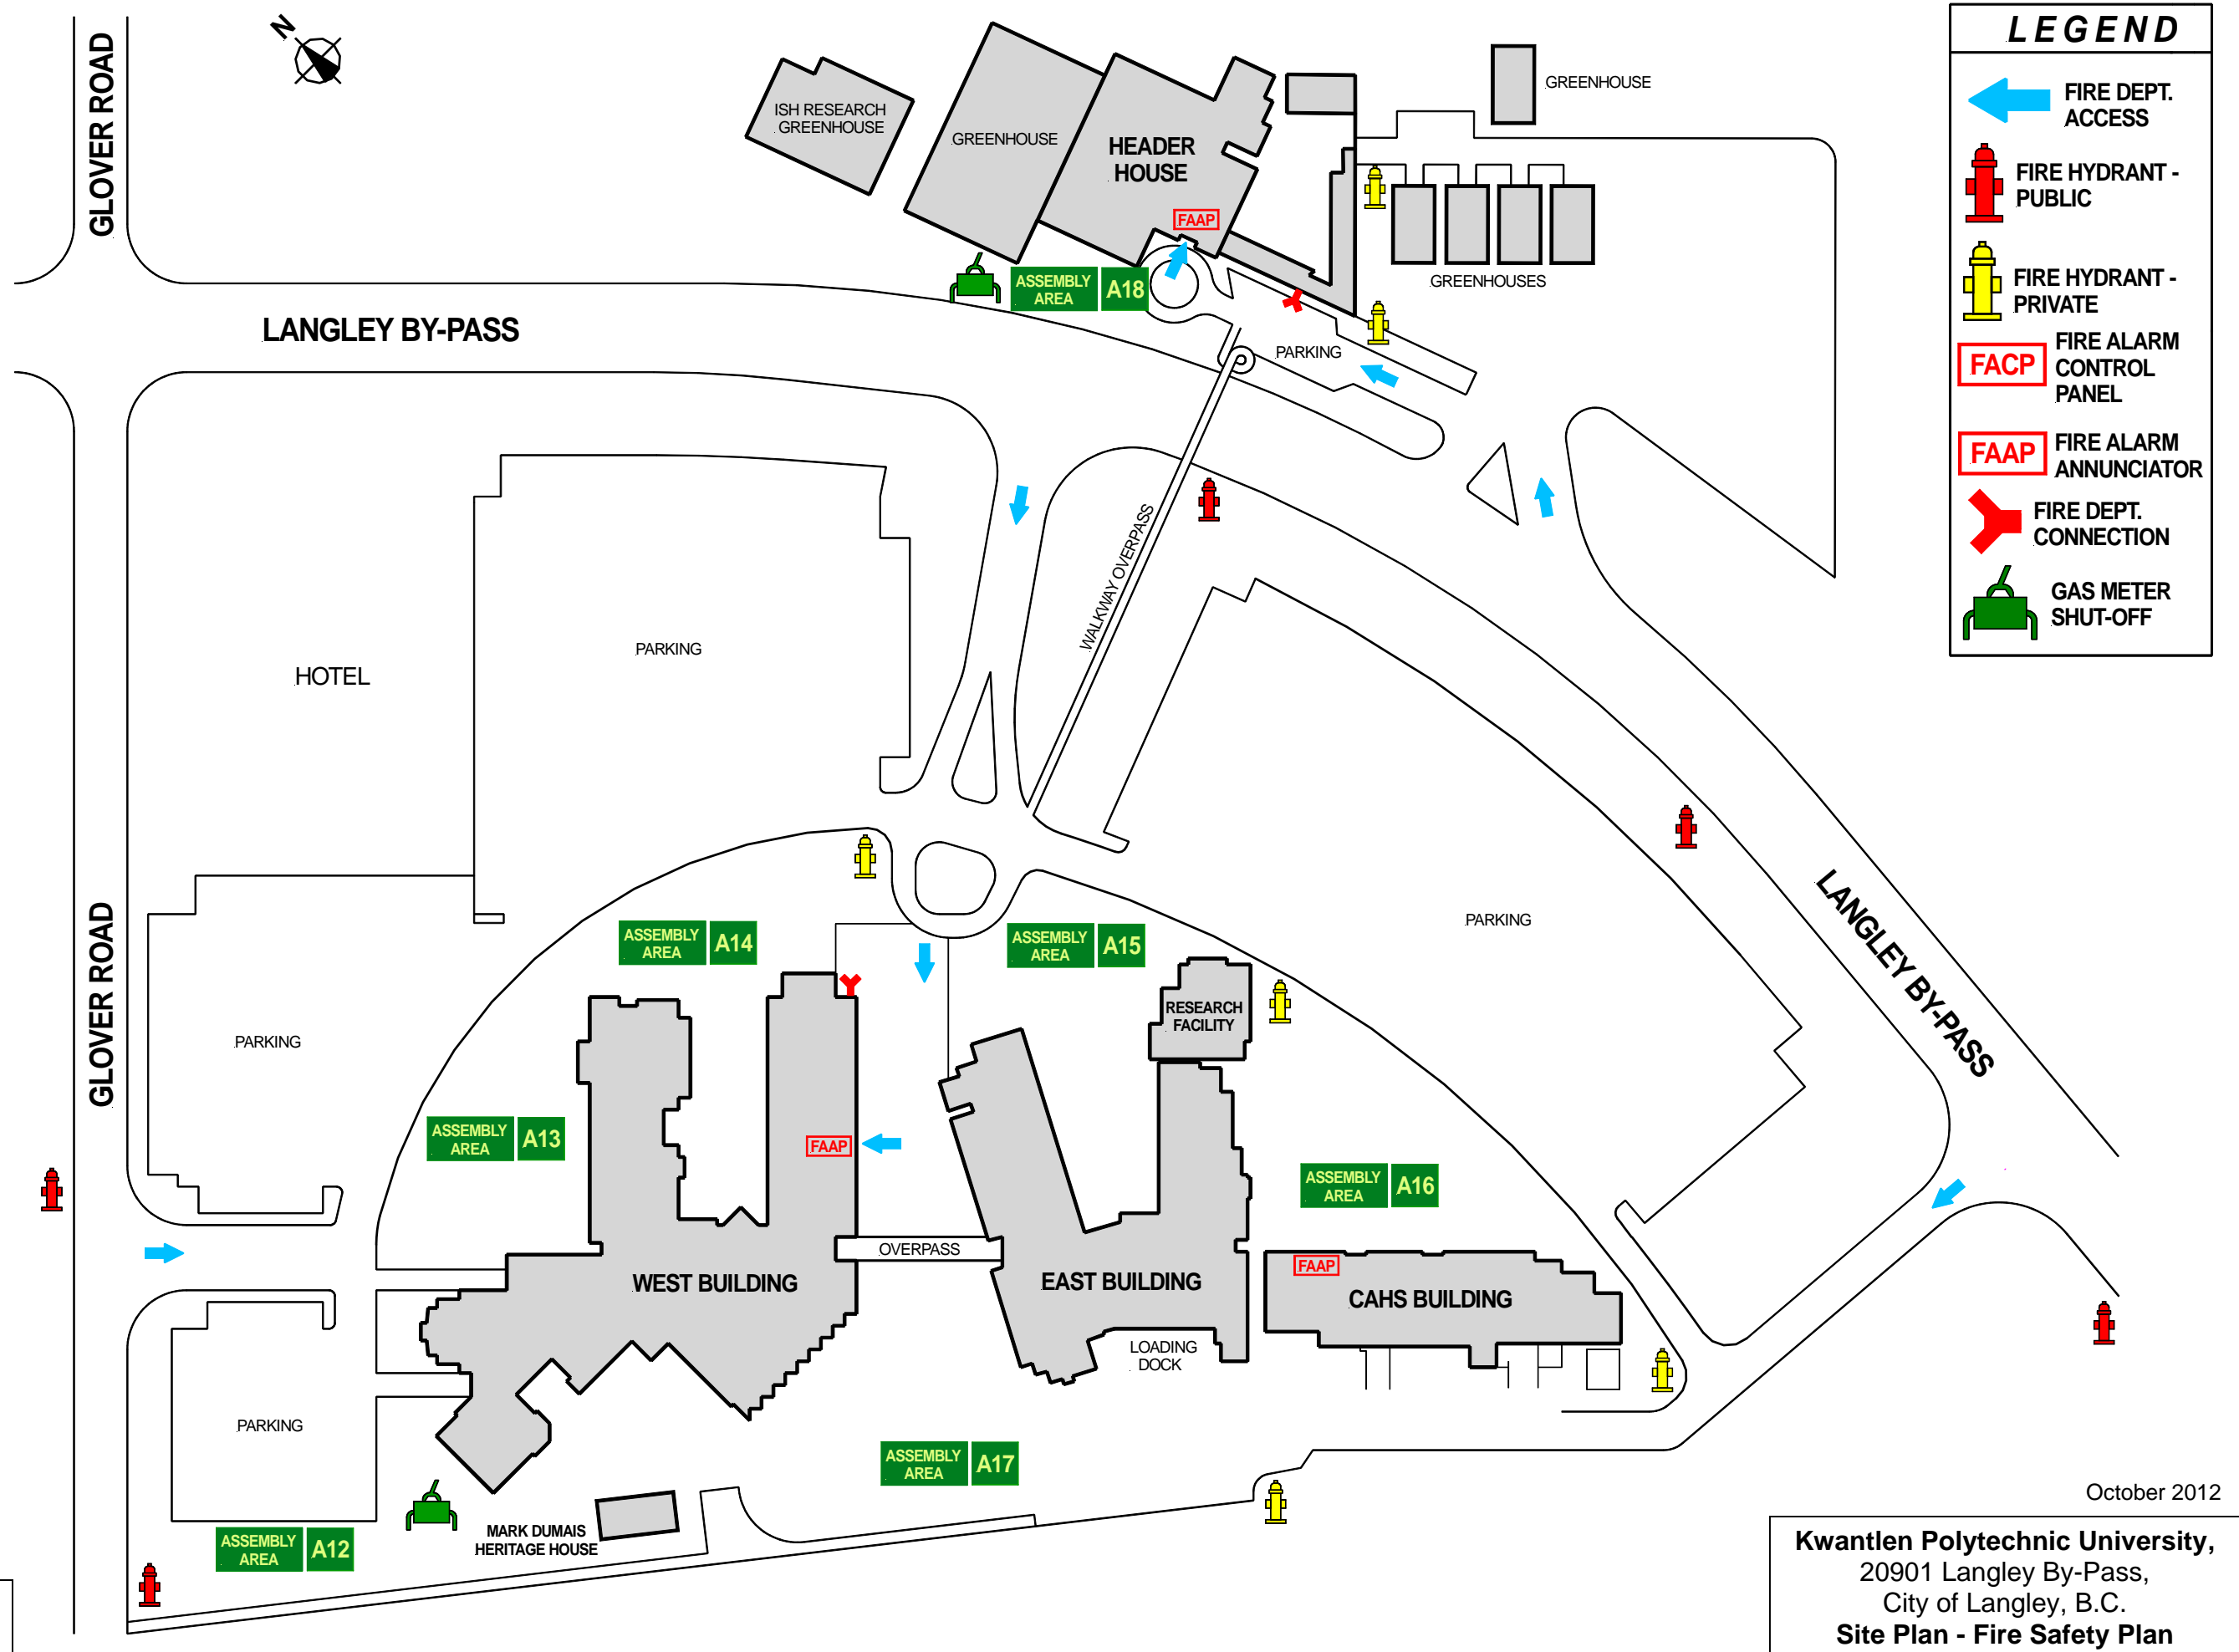 LEGEND
FIRE DEPT.
ACCESS
FIRE HYDRANT -
PUBLIC
FIRE HYDRANT -
PRIVATE
FACP
FIRE ALARM
CONTROL
PANEL
FAAP
FIRE ALARM
ANNUNCIATOR
FIRE DEPT.
CONNECTION
GAS METER
SHUT-OFF
N
GLOVER ROAD
ISH RESEARCH
GREENHOUSE
GREENHOUSE
HEADER
HOUSE
FAAP
GREENHOUSE
GREENHOUSES
ASSEMBLY
AREA
A18
LANGLEY BY-PASS
PARKING
WALKWAY OVERPASS
HOTEL
PARKING
PARKING
LANGLEY BY-PASS
GLOVER ROAD
ASSEMBLY
AREA
A14
ASSEMBLY
AREA
A15
RESEARCH
FACILITY
PARKING
ASSEMBLY
AREA
A13
FAAP
ASSEMBLY
AREA
A16
OVERPASS
WEST BUILDING
EAST BUILDING
FAAP
CAHS BUILDING
LOADING
DOCK
PARKING
ASSEMBLY
AREA
A17
MARK DUMAIS
HERITAGE HOUSE
ASSEMBLY
AREA
A12
October 2012
Kwantlen Polytechnic University,
20901 Langley By-Pass,
City of Langley, B.C.
Site Plan - Fire Safety Plan